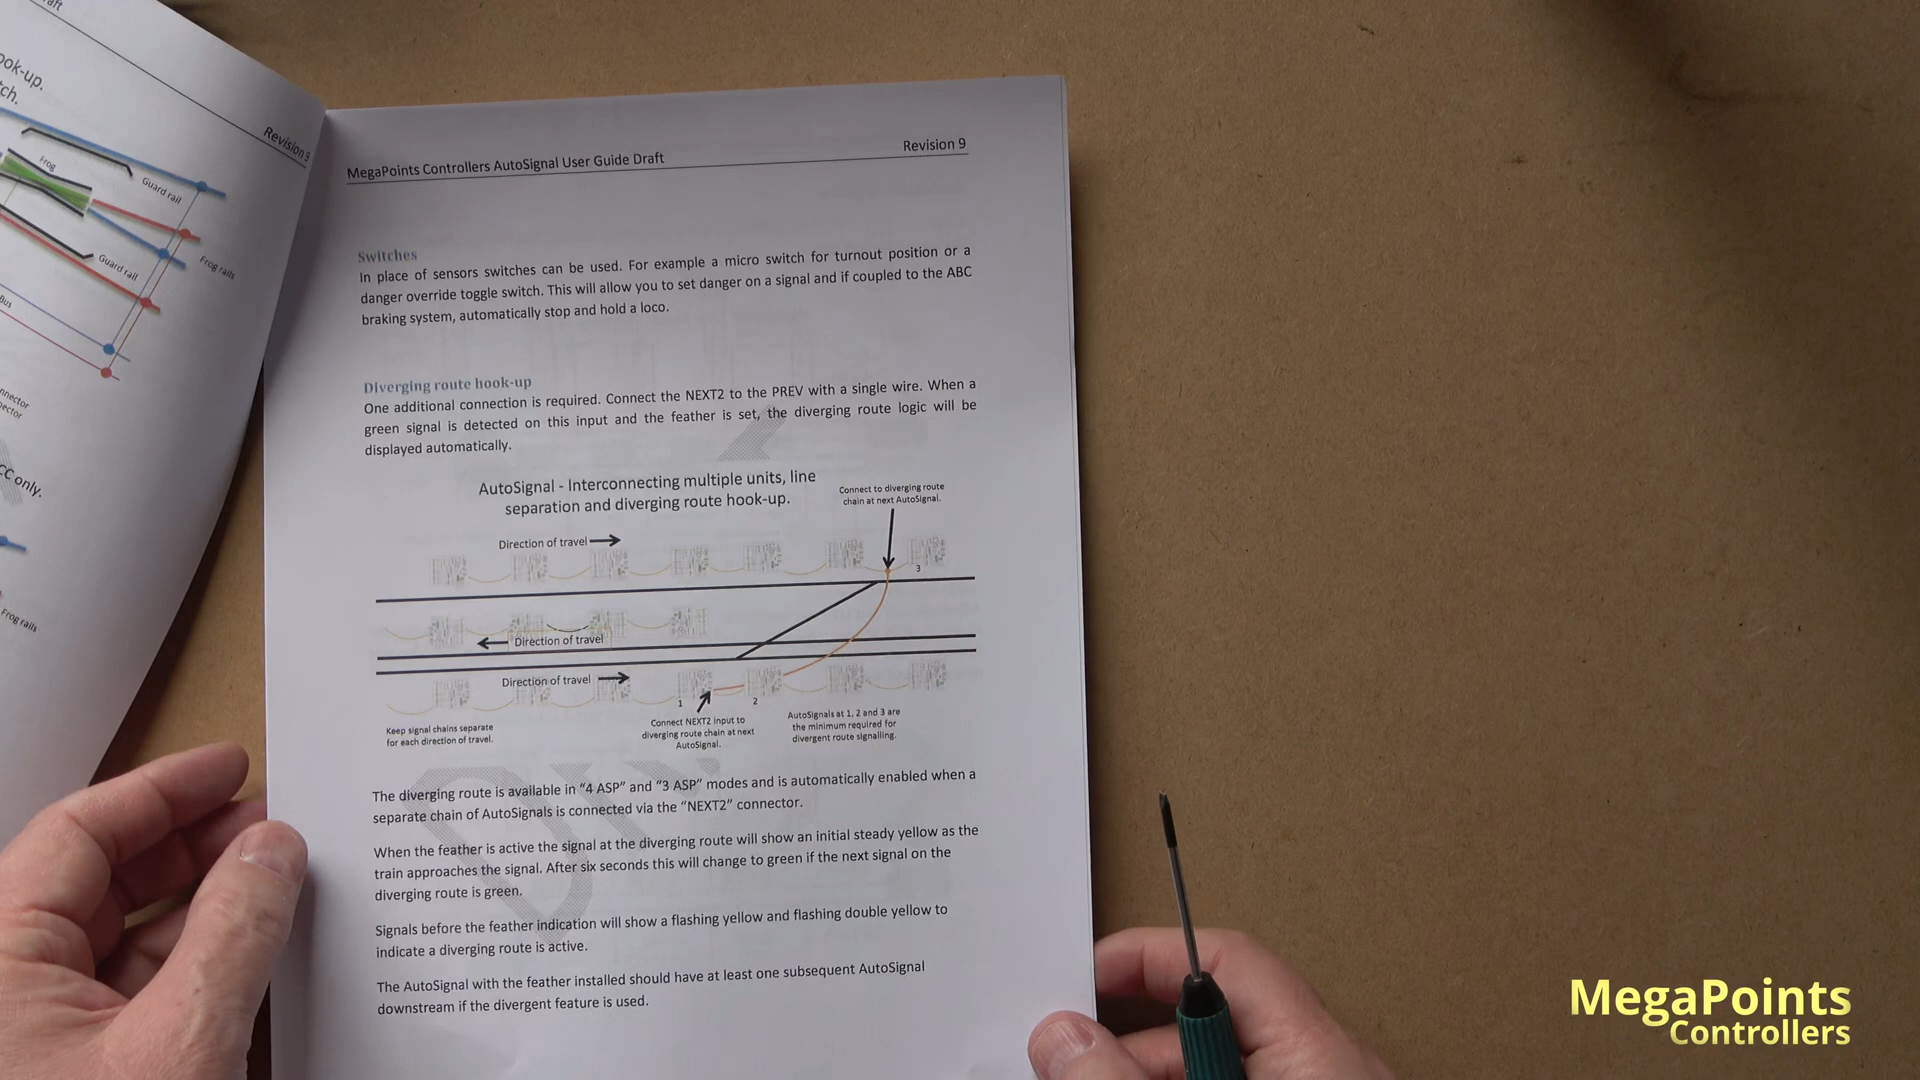 ook-up.
tch.
Revision 9
Frog
Guard rail
Guard rail
Frog rails
Bus
CC only.
Frog rails
MegaPoints Controllers AutoSignal User Guide Draft
Revision 9
Switches
In place of sensors switches can be used. For example a micro switch for turnout position or a
danger override toggle switch. This will allow you to set danger on a signal and if coupled to the ABC
braking system, automatically stop and hold a loco.
Diverging route hook-up
One additional connection is required. Connect the NEXT2 to the PREV with a single wire. When a
green signal is detected on this input and the feather is set, the diverging route logic will be
displayed automatically.
AutoSignal - Interconnecting multiple units, line
separation and diverging route hook-up.
Connect to diverging route
chain at next AutoSignal.
Direction of travel
3
Direction of travel
Direction of travel
1
2
Keep signal chains separate
for each direction of travel.
Connect NEXT2 input to
diverging route chain at next
AutoSignal.
AutoSignals at 1, 2 and 3 are
the minimum required for
divergent route signalling.
The diverging route is available in “4 ASP” and “3 ASP” modes and is automatically enabled when a
separate chain of AutoSignals is connected via the “NEXT2” connector.
When the feather is active the signal at the diverging route will show an initial steady yellow as the
train approaches the signal. After six seconds this will change to green if the next signal on the
diverging route is green.
Signals before the feather indication will show a flashing yellow and flashing double yellow to
indicate a diverging route is active.
The AutoSignal with the feather installed should have at least one subsequent AutoSignal
downstream if the divergent feature is used.
MegaPoints
Controllers